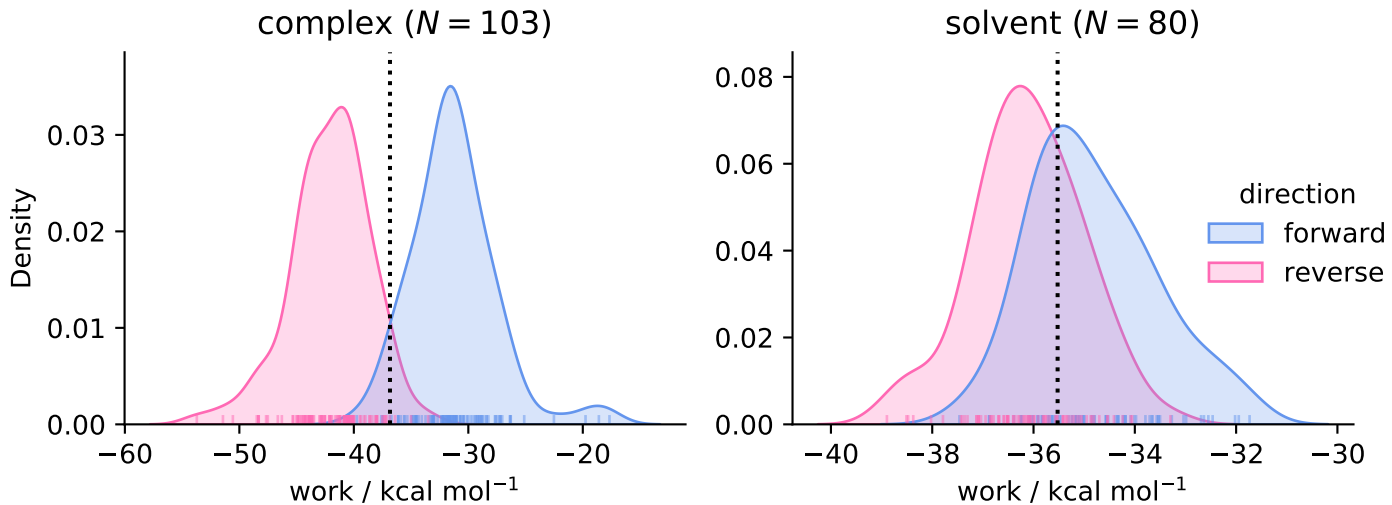 complex (N = 103)
Density
0.03
0.02
0.01
0.00
−60
−50
−40
−30
−20
work / kcal mol⁻¹
solvent (N = 80)
0.08
0.06
0.04
0.02
0.00
−40
−38
−36
−34
−32
−30
work / kcal mol⁻¹
direction
forward
reverse